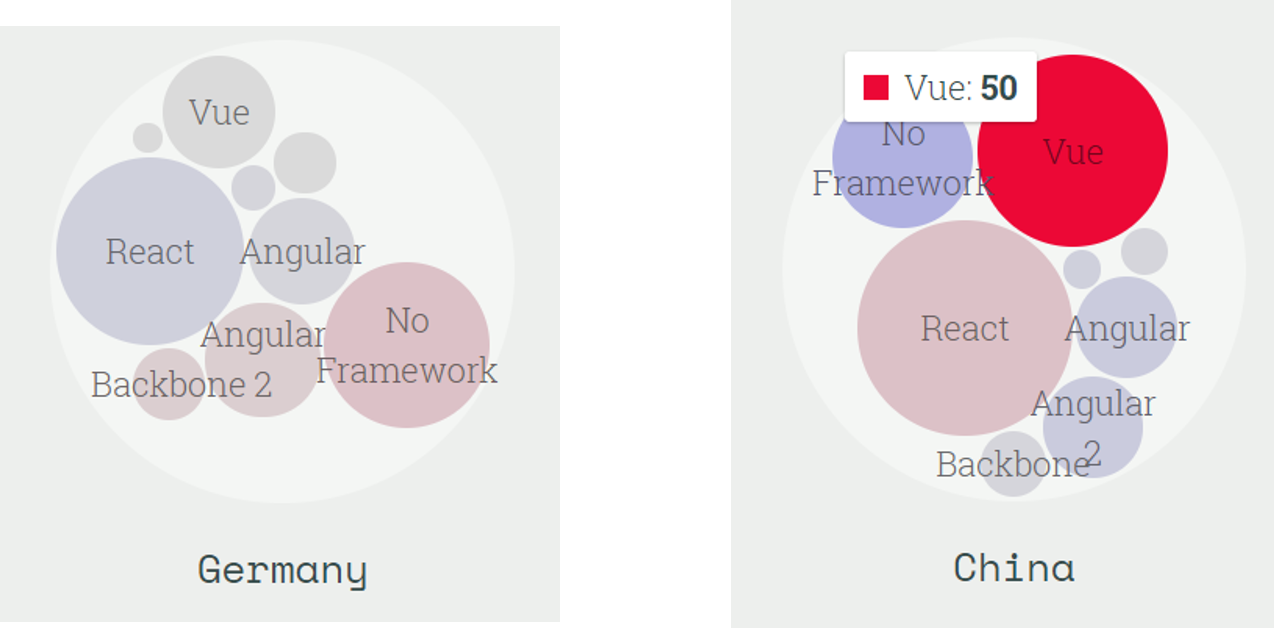 Vue
React
Angular
No
Framework
Angular
2
Backbone
Germany
Vue: 50
No
Framework
Vue
React
Angular
Angular
2
Backbone
China